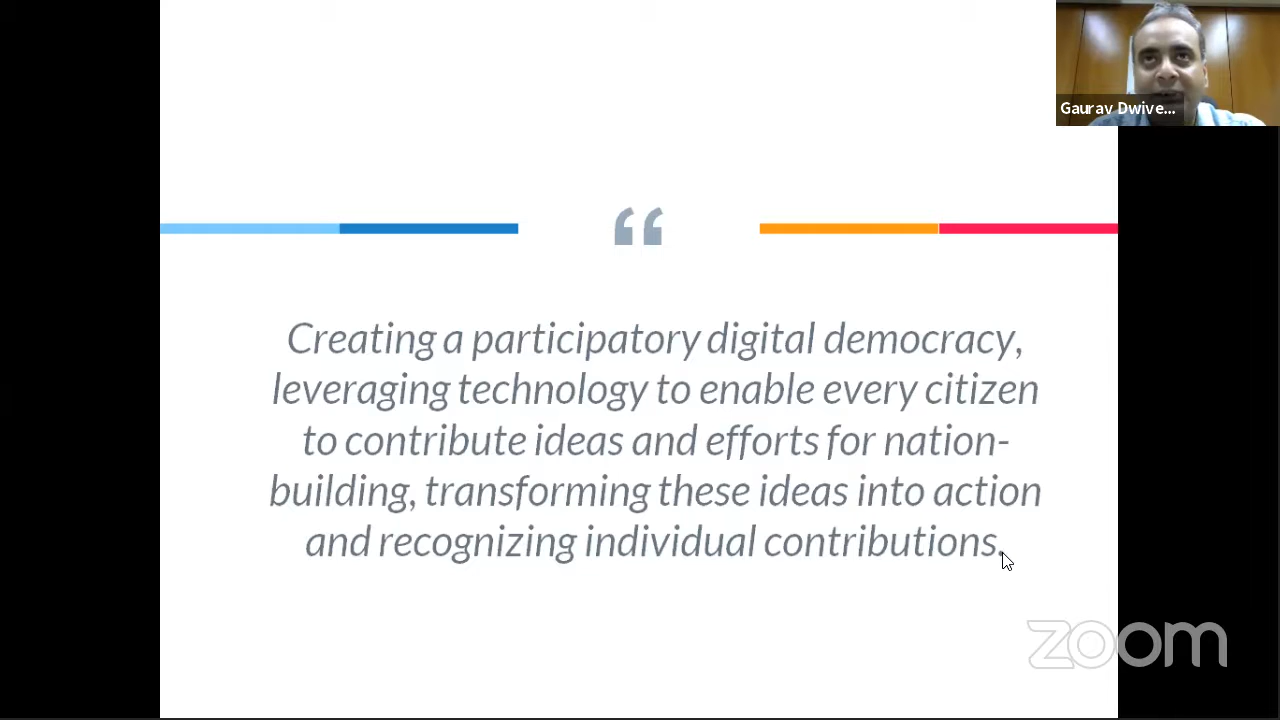 Gaurav Dwive...
“
Creating a participatory digital democracy,
leveraging technology to enable every citizen
to contribute ideas and efforts for nation-
building, transforming these ideas into action
and recognizing individual contributions.
zoom